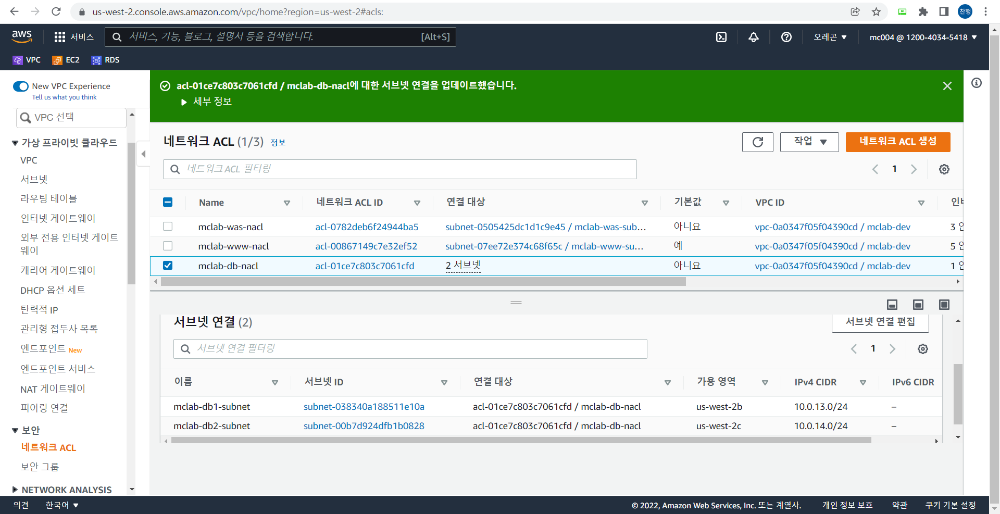 us-west-2.console.aws.amazon.com/vpc/home?region=us-west-2#acls:
찬행
aws
서비스
서비스, 기능, 블로그, 설명서 등을 검색합니다.
[Alt+S]
오레곤
mc004 @ 1200-4034-5418
VPC
EC2
RDS
New VPC Experience
Tell us what you think
VPC 선택
가상 프라이빗 클라우드
VPC
서브넷
라우팅 테이블
인터넷 게이트웨이
외부 전용 인터넷 게이트
웨이
캐리어 게이트웨이
DHCP 옵션 세트
탄력적 IP
관리형 접두사 목록
엔드포인트 New
엔드포인트 서비스
NAT 게이트웨이
피어링 연결
보안
네트워크 ACL
보안 그룹
NETWORK ANALYSIS
acl-01ce7c803c7061cfd / mclab-db-nacl에 대한 서브넷 연결을 업데이트했습니다.
세부 정보
네트워크 ACL (1/3) 정보
작업
네트워크 ACL 생성
네트워크 ACL 필터링
1
Name 네트워크 ACL ID 연결 대상 기본값 VPC ID
mclab-was-nacl acl-0782deb6f24944ba5 subnet-0505425dc1d1c9e45 / mclab-was-sub... 아니요 vpc-0a0347f05f04390cd / mclab-dev 3
mclab-www-nacl acl-00867149c7e32ef52 subnet-07ee72e374c68f65c / mclab-www-su... 예 vpc-0a0347f05f04390cd / mclab-dev 5
mclab-db-nacl acl-01ce7c803c7061cfd 2 서브넷 아니요 vpc-0a0347f05f04390cd / mclab-dev 1
서브넷 연결 (2)
서브넷 연결 편집
서브넷 연결 필터링
1
이름 서브넷 ID 연결 대상 가용 영역 IPv4 CIDR IPv6 CIDR
mclab-db1-subnet subnet-038340a188511e10a acl-01ce7c803c7061cfd / mclab-db-nacl us-west-2b 10.0.13.0/24 –
mclab-db2-subnet subnet-00b7d924dfb1b0828 acl-01ce7c803c7061cfd / mclab-db-nacl us-west-2c 10.0.14.0/24 –
의견
한국어
© 2022, Amazon Web Services, Inc. 또는 계열사.
개인 정보 보호
약관
쿠키 기본 설정